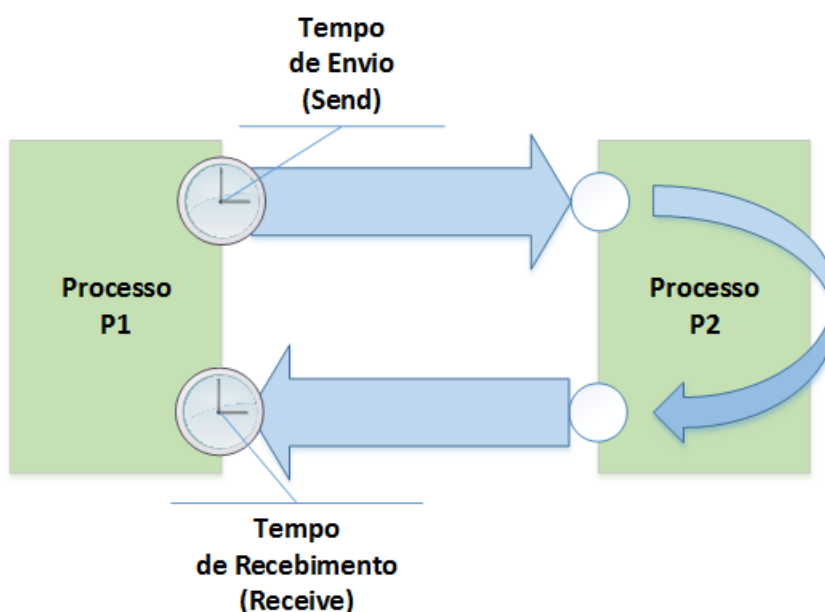 Tempo
de Envio
(Send)
Processo
P1
Processo
P2
Tempo
de Recebimento
(Receive)